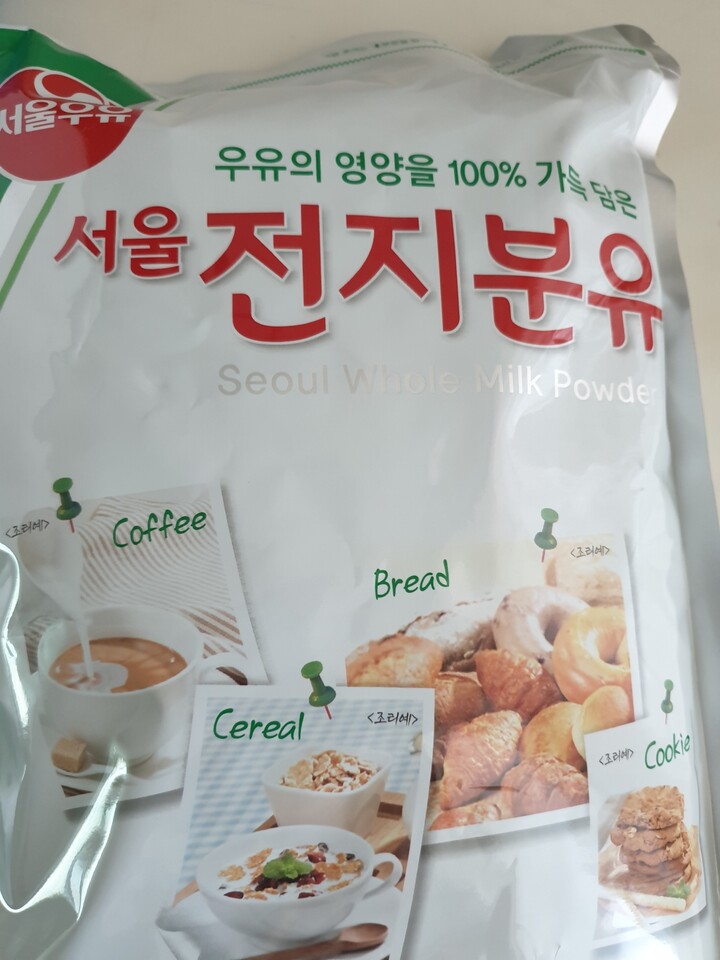 서울우유
우유의 영양을 100% 가득 담은
서울 전지분유
Seoul Whole Milk Powder
<조리예>
Coffee
Bread
<조리예>
Cereal
<조리예>
<조리예>
Cookie